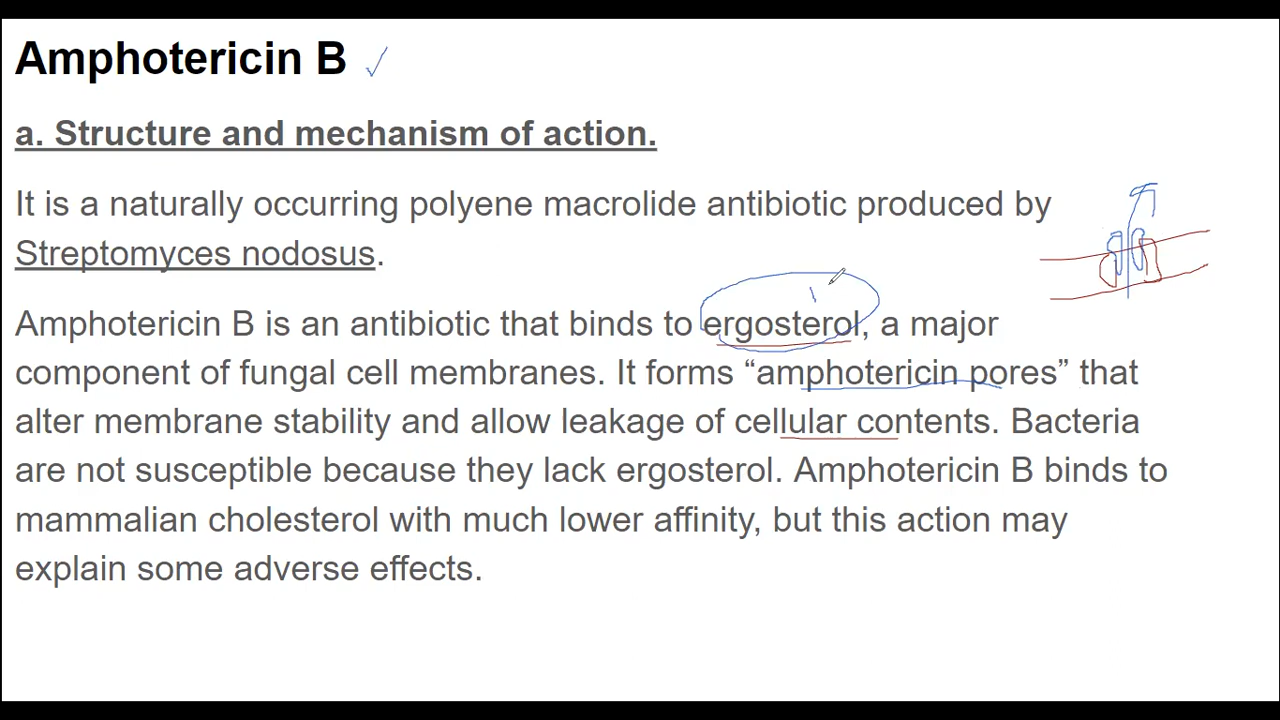 Amphotericin B
a. Structure and mechanism of action.
It is a naturally occurring polyene macrolide antibiotic produced by
Streptomyces nodosus.
Amphotericin B is an antibiotic that binds to ergosterol, a major
component of fungal cell membranes. It forms “amphotericin pores” that
alter membrane stability and allow leakage of cellular contents. Bacteria
are not susceptible because they lack ergosterol. Amphotericin B binds to
mammalian cholesterol with much lower affinity, but this action may
explain some adverse effects.